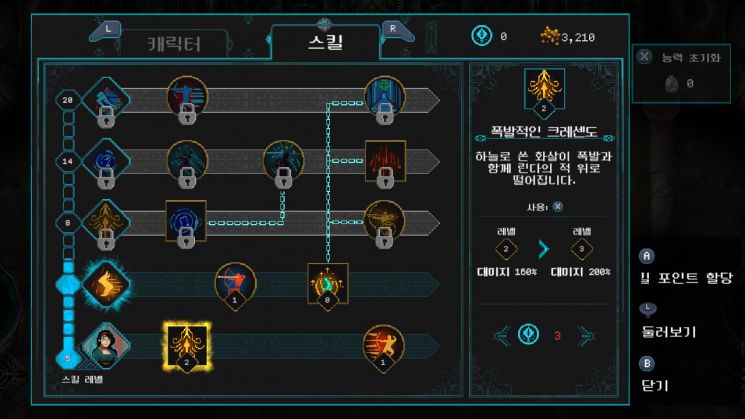 L
캐릭터
스킬
R
0
3,210
X 능력 초기화
0
20
14
8
1
0
5
2
1
스킬 레벨
2
폭발적인 크레센도
하늘로 쏜 화살이 폭발과
함께 린다의 적 위로
떨어집니다.
사용: X
레벨 레벨
2 3
대미지 160% 대미지 200%
3
A
킬 포인트 할당
L
둘러보기
B
닫기